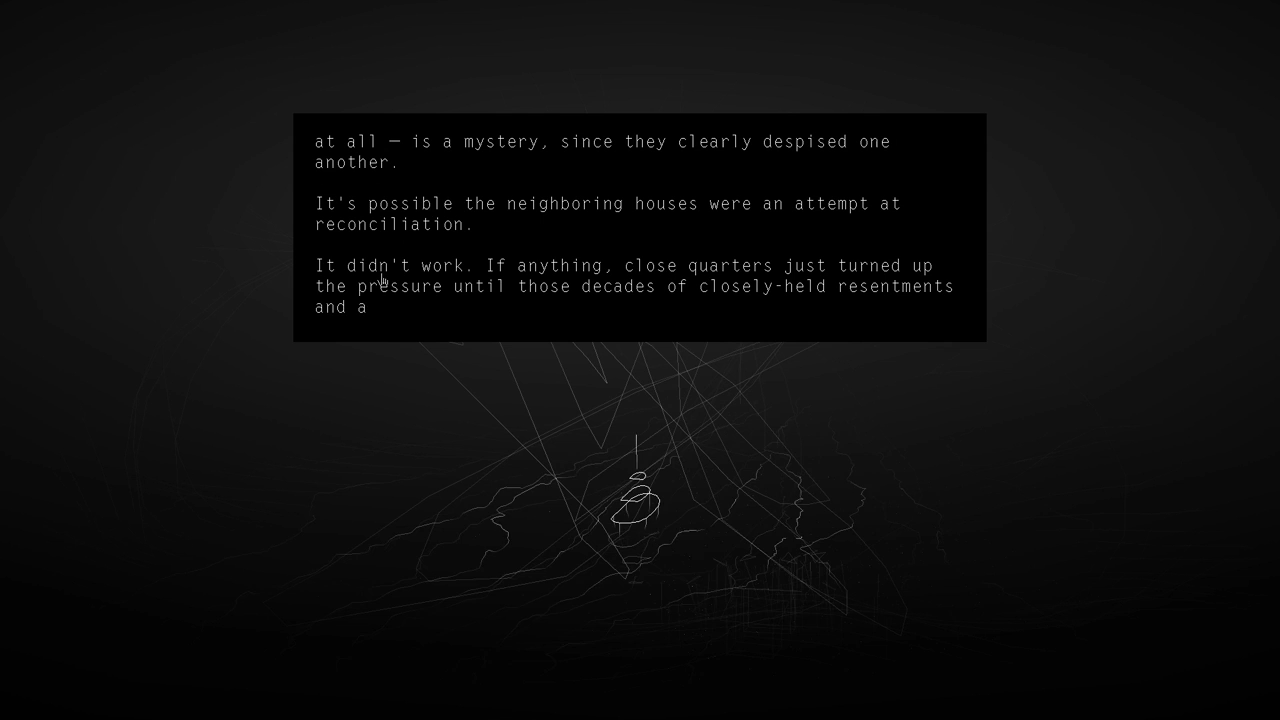 at all — is a mystery, since they clearly despised one
another.
It's possible the neighboring houses were an attempt at
reconciliation.
It didn't work. If anything, close quarters just turned up
the pressure until those decades of closely-held resentments
and a